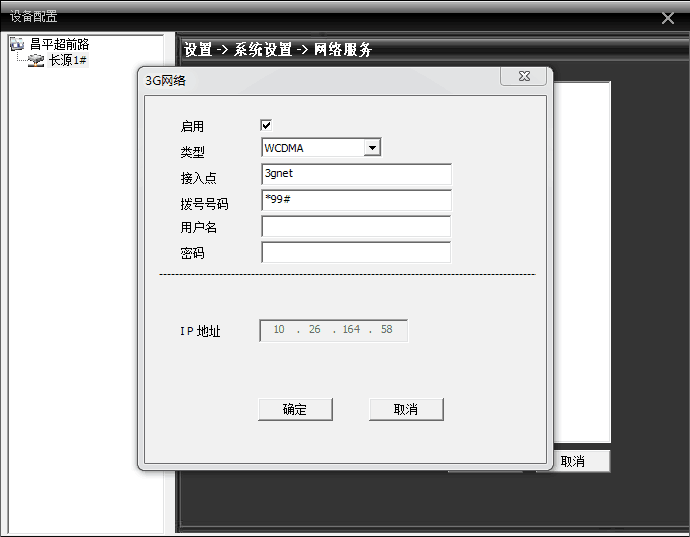 设备配置
昌平超前路
长源1#
设置 -> 系统设置 -> 网络服务
3G网络
启用
类型 WCDMA
接入点 3gnet
拨号号码 *99#
用户名
密码
IP 地址 10 . 26 . 164 . 58
确定 取消
取消